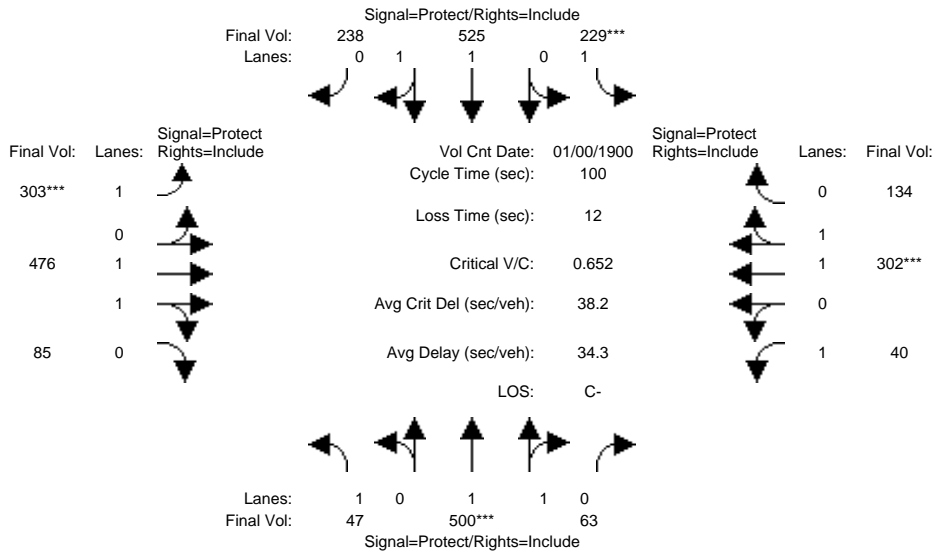 Signal=Protect/Rights=Include
Final Vol: 238 525 229***
Lanes: 0 1 1 0 1
Signal=Protect Signal=Protect
Final Vol: Lanes: Rights=Include Vol Cnt Date: 01/00/1900 Rights=Include Lanes: Final Vol:
Cycle Time (sec): 100
303*** 1 0 134
Loss Time (sec): 12
0 1
476 1 Critical V/C: 0.652 1 302***
1 Avg Crit Del (sec/veh): 38.2 0
85 0 Avg Delay (sec/veh): 34.3 1 40
LOS: C-
Lanes: 1 0 1 1 0
Final Vol: 47 500*** 63
Signal=Protect/Rights=Include